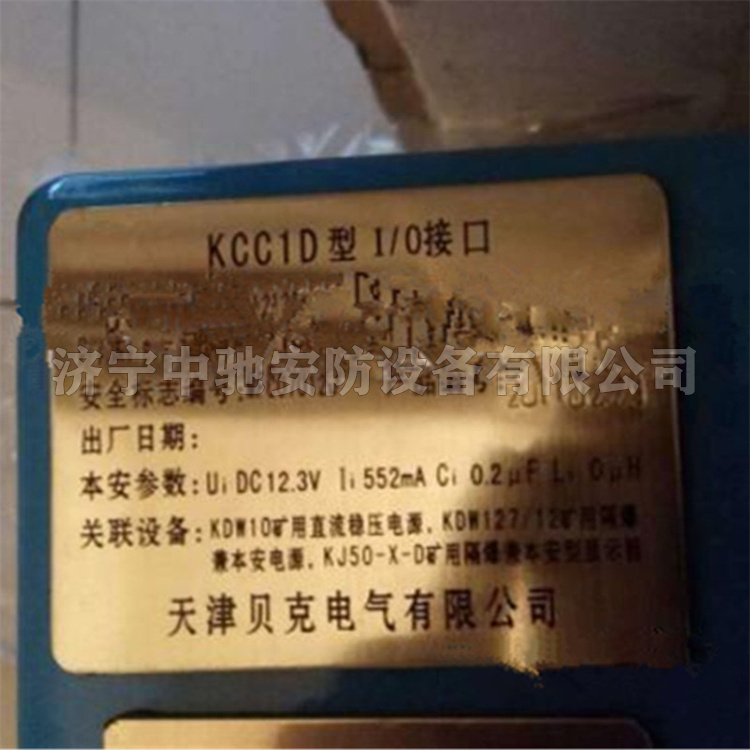 KCC1D型 I/O接口
济宁中驰安防设备有限公司
安全标志编号:
出厂日期:
本安参数: Ui DC12.3V Ii 552mA Ci 0.2μF Li 0μH
关联设备: KDW10矿用直流稳压电源、KDW127/12矿用隔爆
兼本安电源、KJ50-X-D矿用隔爆兼本安型显示器
天津贝克电气有限公司